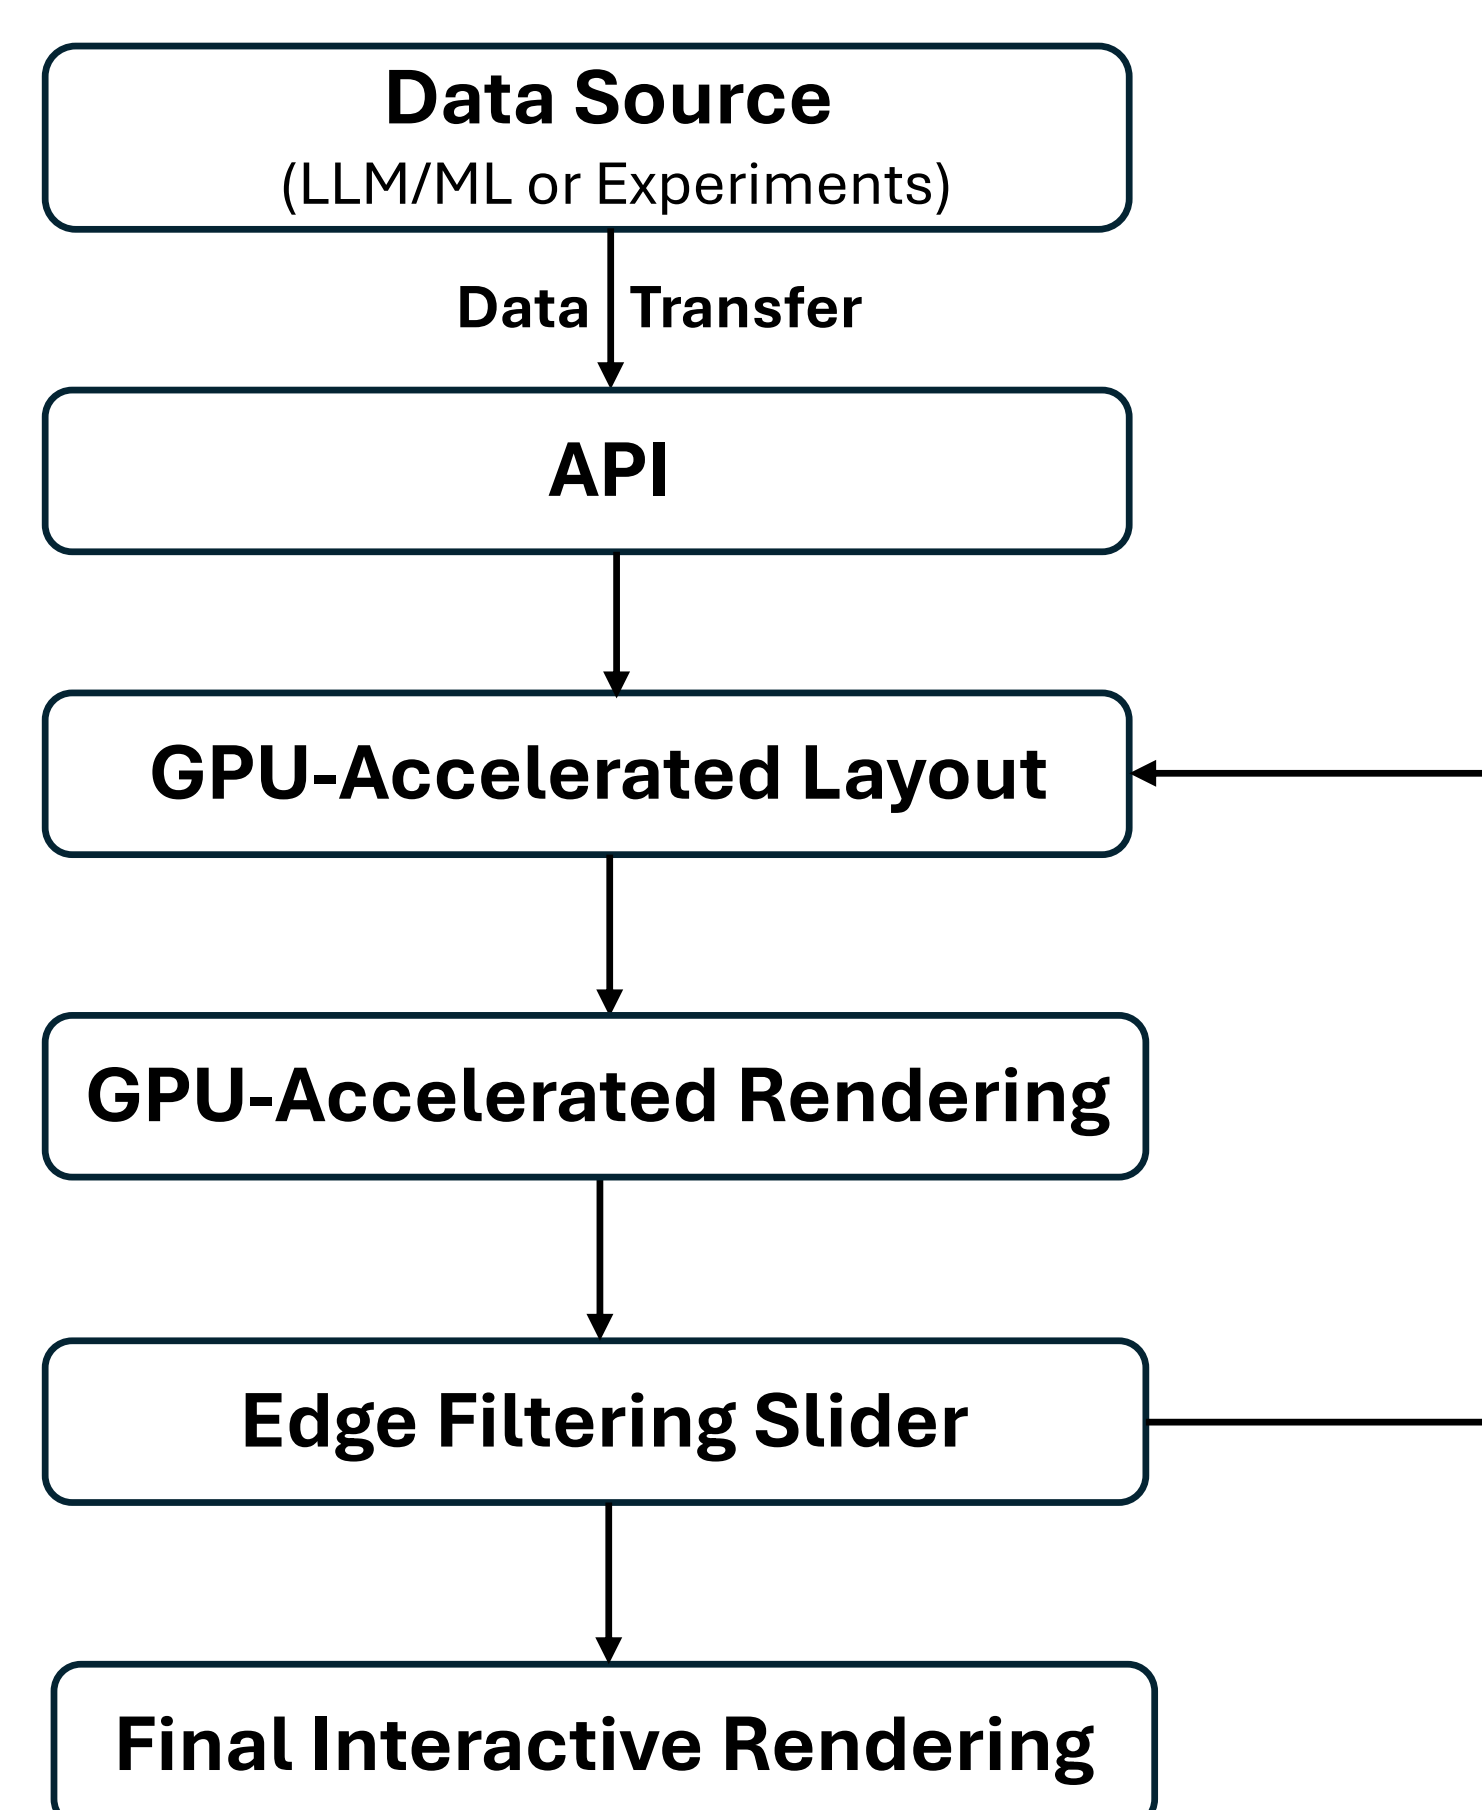 Data Source
(LLM/ML or Experiments)
Data Transfer
API
GPU-Accelerated Layout
GPU-Accelerated Rendering
Edge Filtering Slider
Final Interactive Rendering